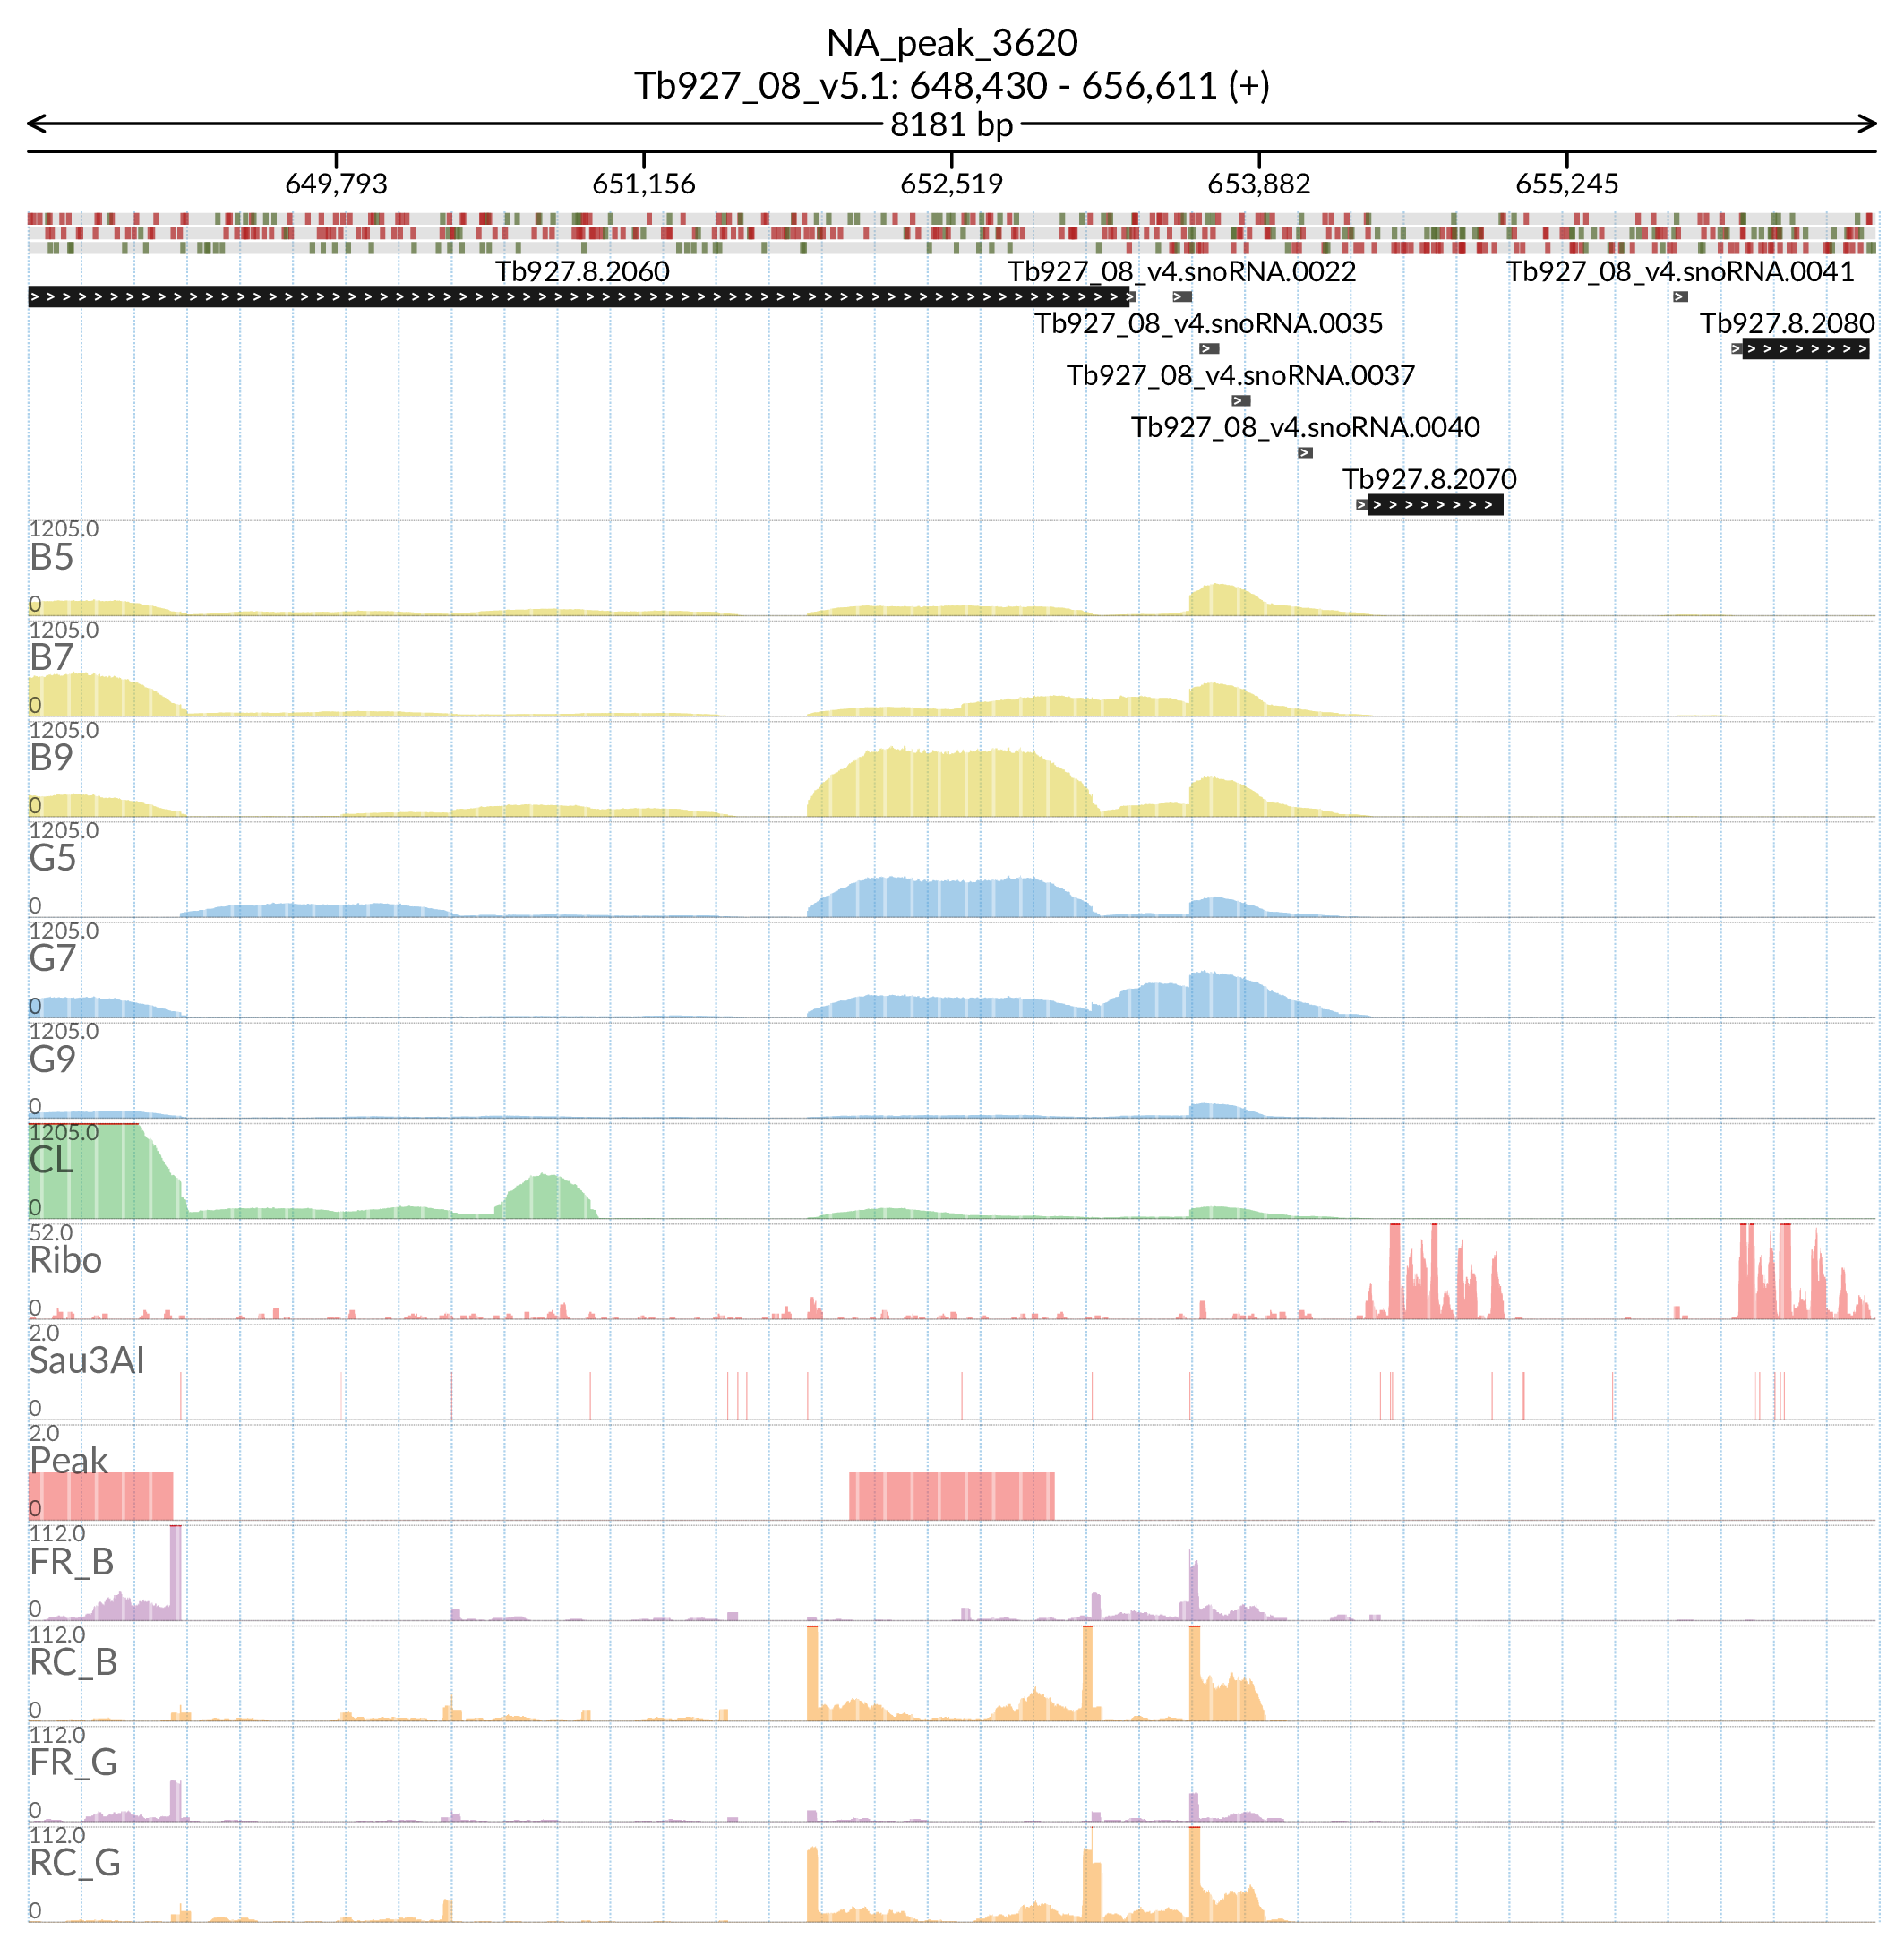 NA_peak_3620
Tb927_08_v5.1: 648,430 - 656,611 (+)
8181 bp
649,793 651,156 652,519 653,882 655,245
Tb927.8.2060 Tb927_08_v4.snoRNA.0022 Tb927_08_v4.snoRNA.0041
Tb927_08_v4.snoRNA.0035 Tb927.8.2080
Tb927_08_v4.snoRNA.0037
Tb927_08_v4.snoRNA.0040
Tb927.8.2070
1205.0
B5
0
1205.0
B7
0
1205.0
B9
0
1205.0
G5
0
1205.0
G7
0
1205.0
G9
0
1205.0
CL
0
52.0
Ribo
0
2.0
Sau3AI
0
2.0
Peak
0
112.0
FR_B
0
112.0
RC_B
0
112.0
FR_G
0
112.0
RC_G
0